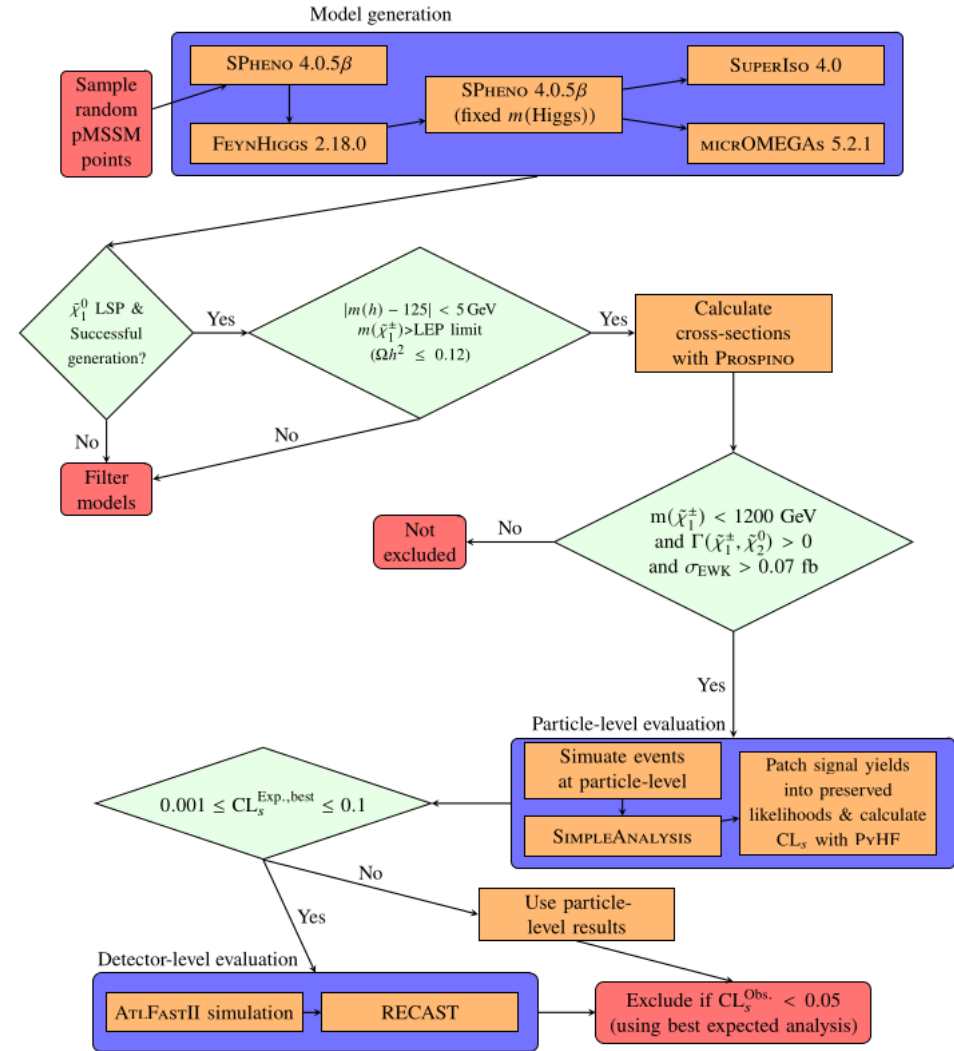 Model generation
Sample
random
pMSSM
points
SPheno 4.0.5β
FeynHiggs 2.18.0
SPheno 4.0.5β
(fixed m(Higgs))
SuperIso 4.0
micrOMEGAs 5.2.1
χ̃₁⁰ LSP &
Successful
generation?
Yes
|m(h) − 125| < 5 GeV
m(χ̃₁±)>LEP limit
(Ωh² ≤ 0.12)
Yes
Calculate
cross-sections
with Prospino
No
No
Filter
models
Not
excluded
No
m(χ̃₁±) < 1200 GeV
and Γ(χ̃₁±, χ̃₂⁰) > 0
and σ_EWK > 0.07 fb
Yes
Particle-level evaluation
Simuate events
at particle-level
SimpleAnalysis
Patch signal yields
into preserved
likelihoods & calculate
CLₛ with PyHF
0.001 ≤ CLₛ^Exp.,best ≤ 0.1
No
Yes
Use particle-
level results
Detector-level evaluation
AtlFastII simulation
RECAST
Exclude if CLₛ^Obs. < 0.05
(using best expected analysis)